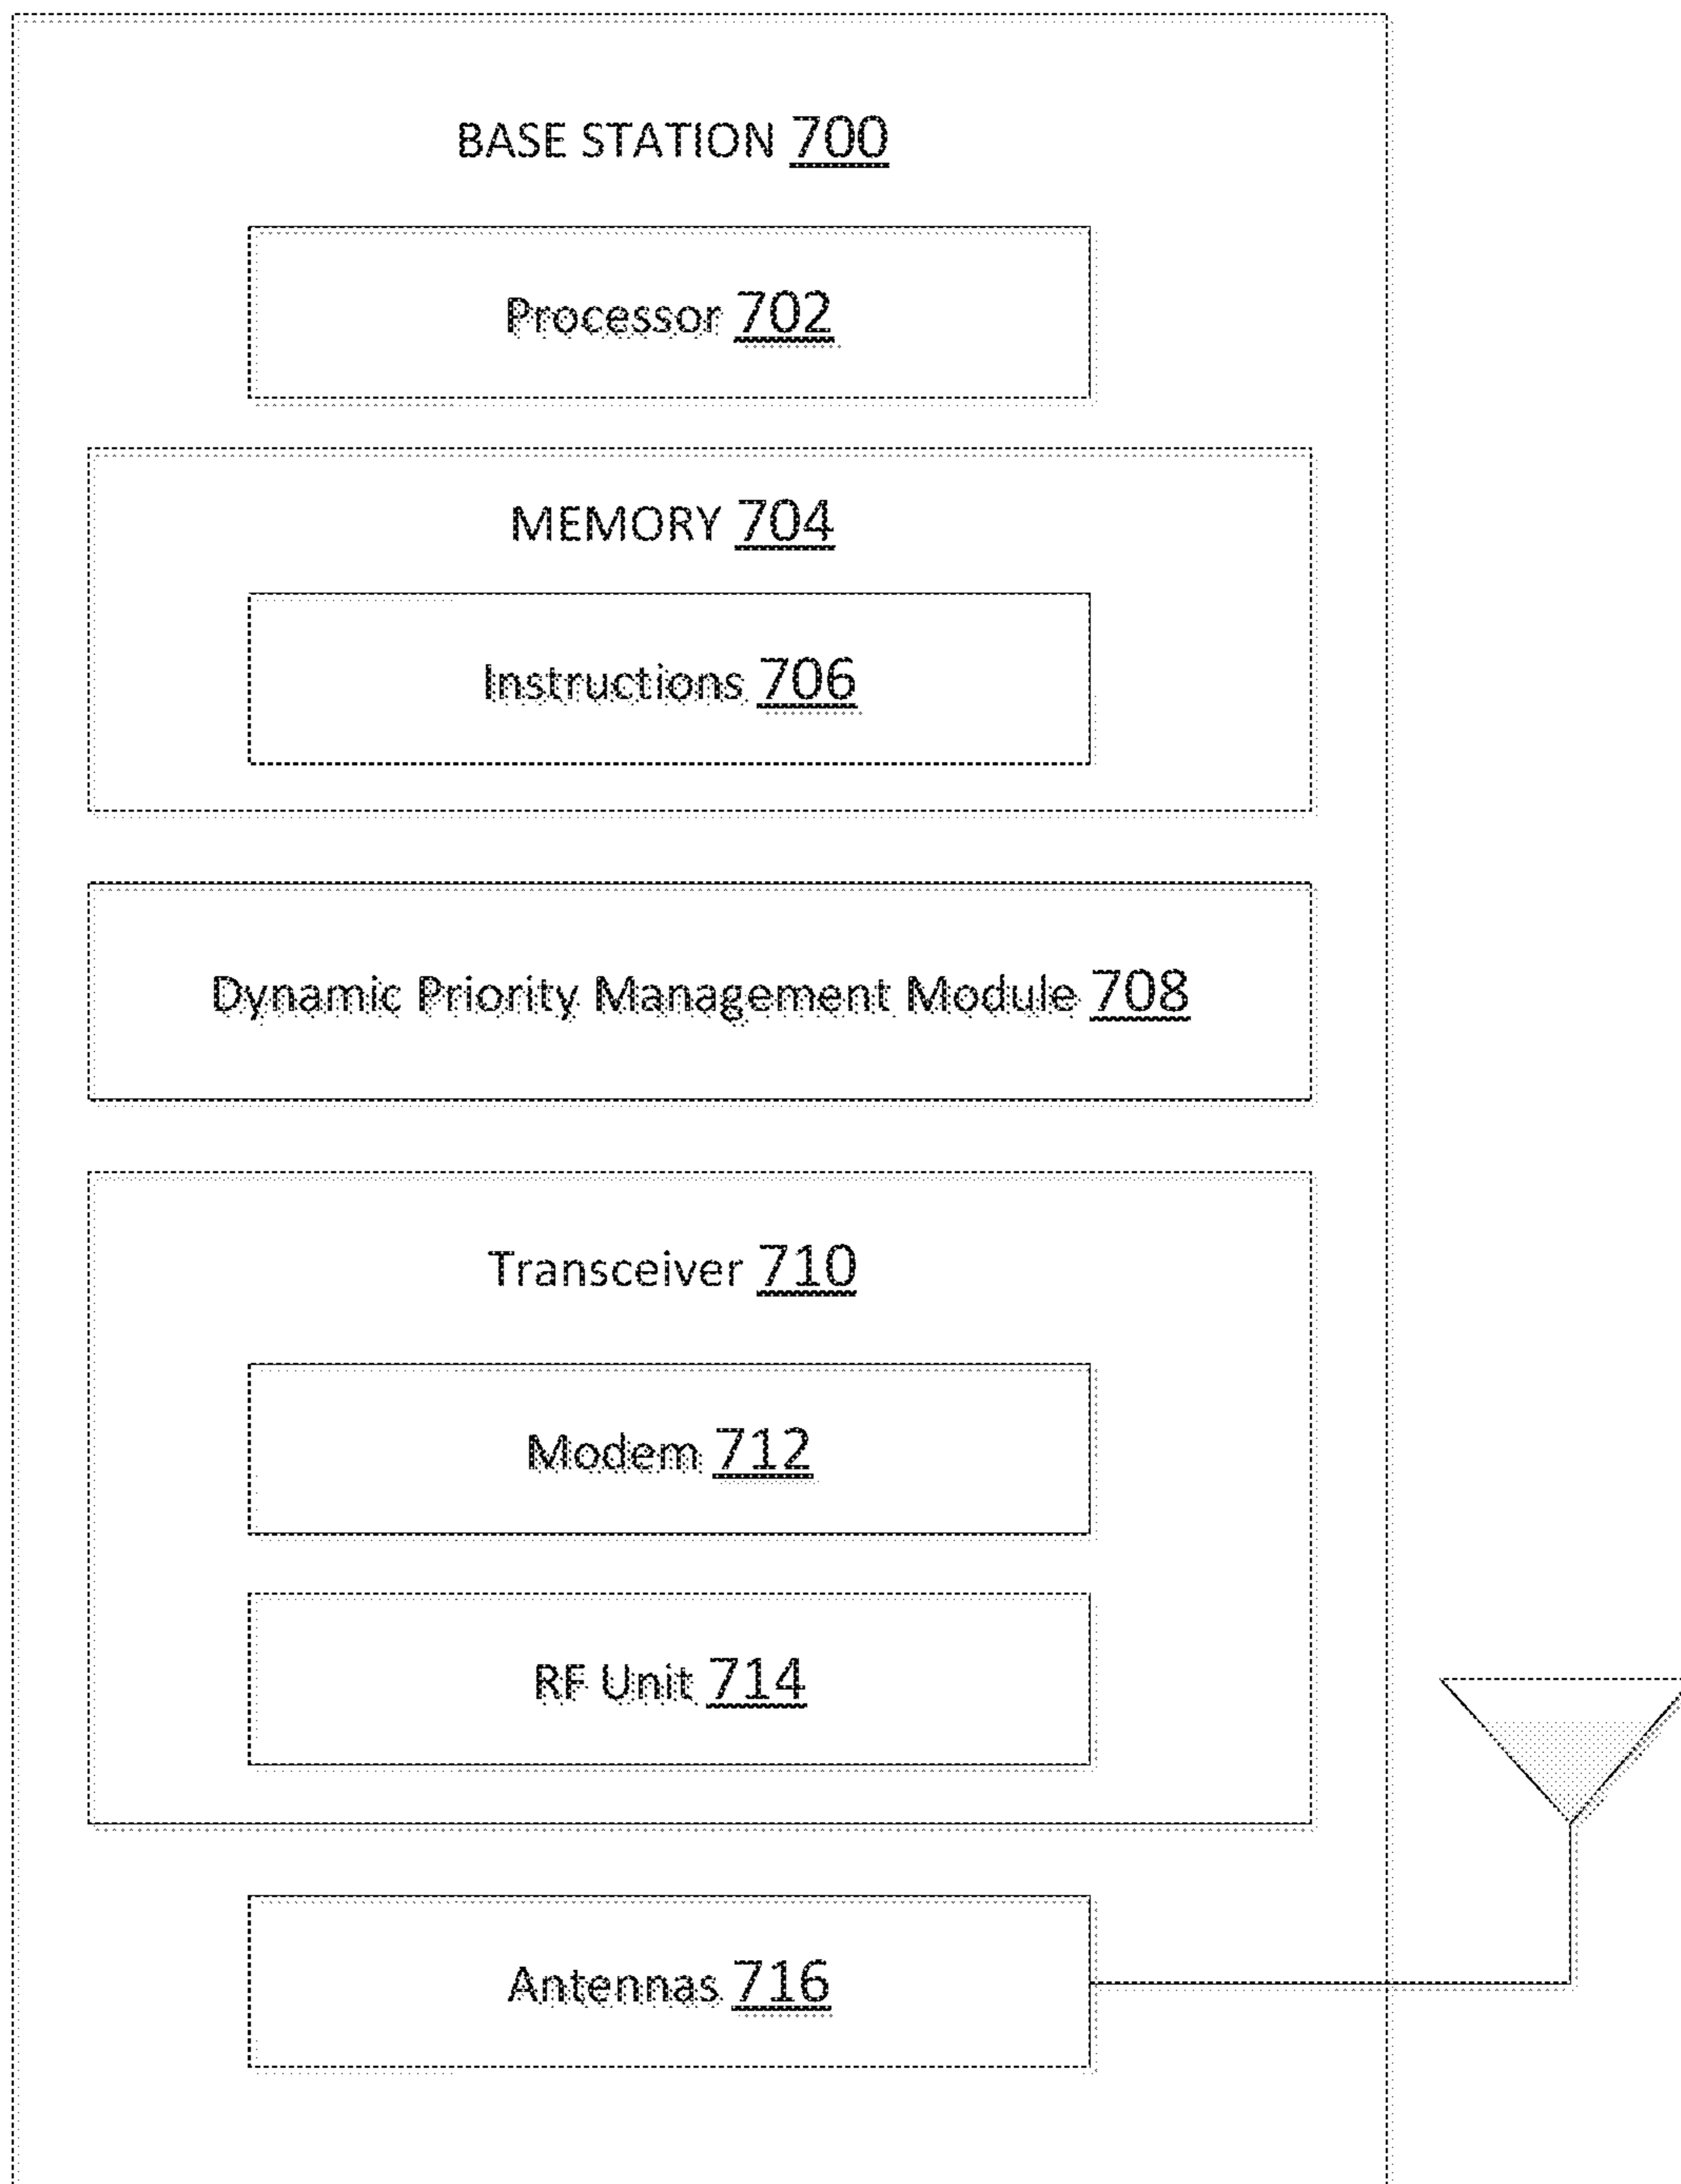 BASE STATION 700
Processor 702
MEMORY 704
Instructions 706
Dynamic Priority Management Module 708
Transceiver 710
Modem 712
RF Unit 714
Antennas 716